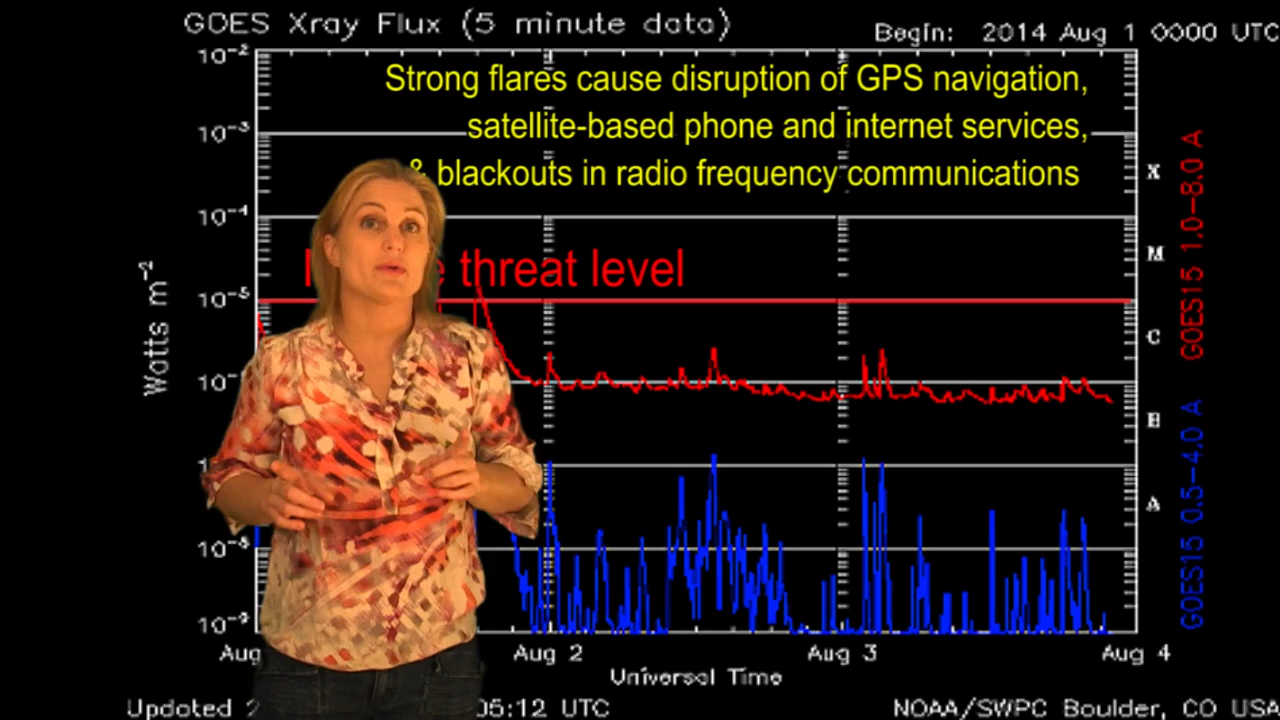 GOES Xray Flux (5 minute data)
Begin: 2014 Aug 1 0000 UTC
Strong flares cause disruption of GPS navigation,
satellite-based phone and internet services,
& blackouts in radio frequency communications
threat level
10-2
10-3
10-4
10-5
10-8
10-9
Watts m-2
X
M
C
B
A
GOES15 1.0-8.0 A
GOES15 0.5-4.0 A
Aug
Aug 2
Aug 3
Aug 4
Universal Time
Updated
05:12 UTC
NOAA/SWPC Boulder, CO USA